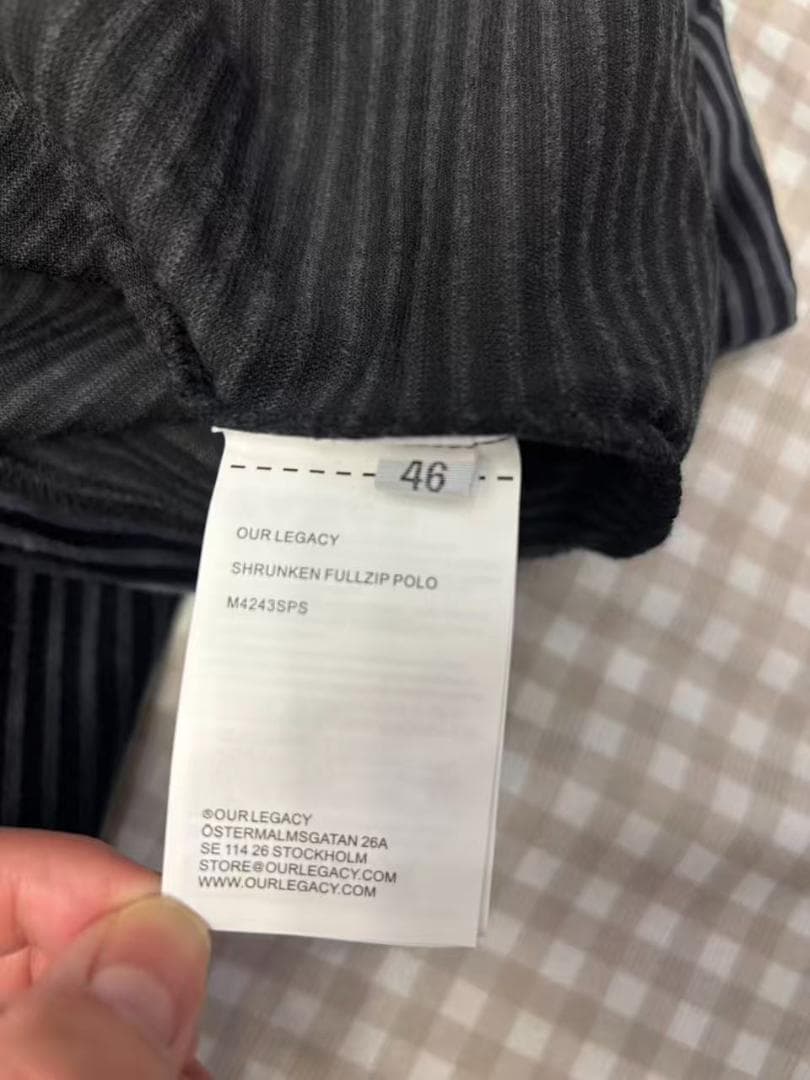 46
OUR LEGACY
SHRUNKEN FULLZIP POLO
M4243SPS
©OUR LEGACY
ÖSTERMALMSGATAN 26A
SE 114 26 STOCKHOLM
STORE@OURLEGACY.COM
WWW.OURLEGACY.COM